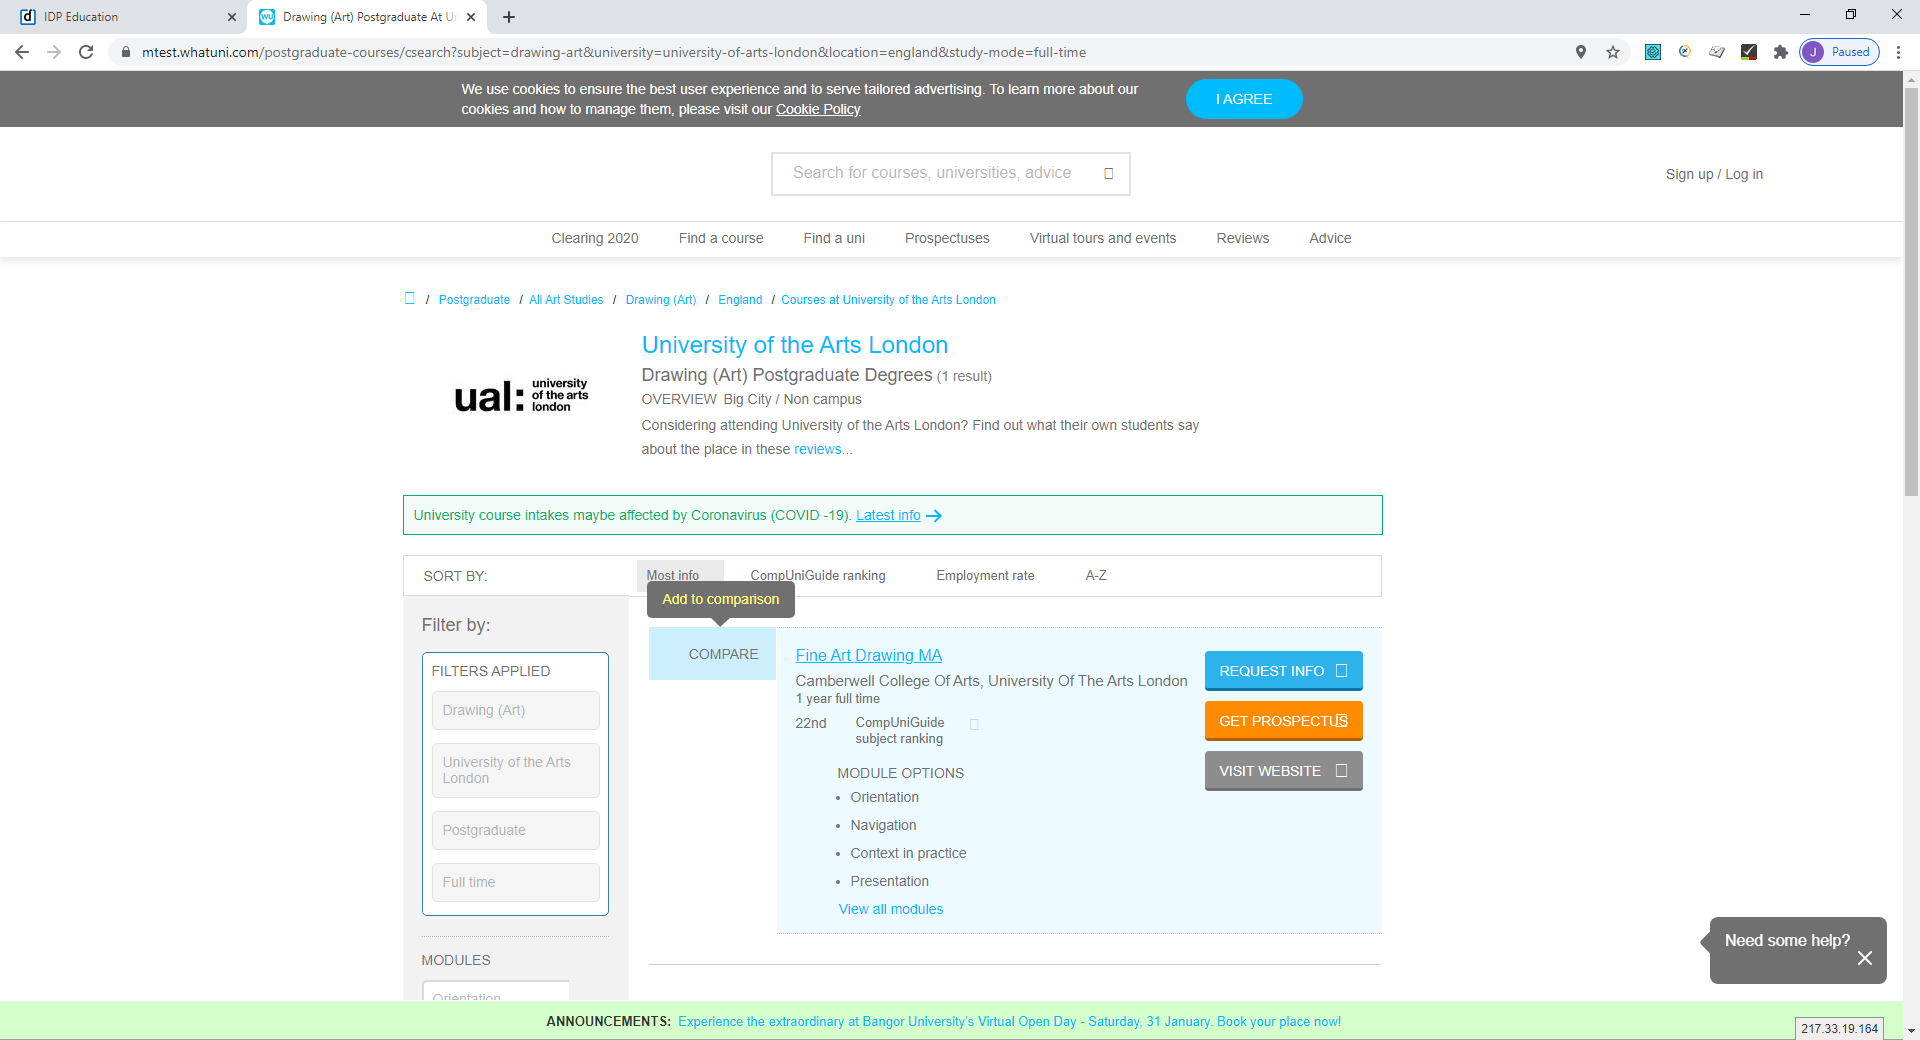 IDP Education
Drawing (Art) Postgraduate At Un
mtest.whatuni.com/postgraduate-courses/csearch?subject=drawing-art&university=university-of-arts-london&location=england&study-mode=full-time
J Paused
We use cookies to ensure the best user experience and to serve tailored advertising. To learn more about our
cookies and how to manage them, please visit our Cookie Policy
I AGREE
Search for courses, universities, advice
Sign up / Log in
Clearing 2020 Find a course Find a uni Prospectuses Virtual tours and events Reviews Advice
/ Postgraduate / All Art Studies / Drawing (Art) / England / Courses at University of the Arts London
ual: university
of the arts
london
University of the Arts London
Drawing (Art) Postgraduate Degrees (1 result)
OVERVIEW Big City / Non campus
Considering attending University of the Arts London? Find out what their own students say
about the place in these reviews...
University course intakes maybe affected by Coronavirus (COVID -19). Latest info
SORT BY: Most info CompUniGuide ranking Employment rate A-Z
Add to comparison
Filter by:
FILTERS APPLIED
Drawing (Art)
University of the Arts
London
Postgraduate
Full time
MODULES
Orientation
COMPARE
Fine Art Drawing MA
Camberwell College Of Arts, University Of The Arts London
1 year full time
22nd CompUniGuide
subject ranking
MODULE OPTIONS
• Orientation
• Navigation
• Context in practice
• Presentation
View all modules
REQUEST INFO
GET PROSPECTUS
VISIT WEBSITE
Need some help?
ANNOUNCEMENTS: Experience the extraordinary at Bangor University's Virtual Open Day - Saturday, 31 January. Book your place now!
217.33.19.164